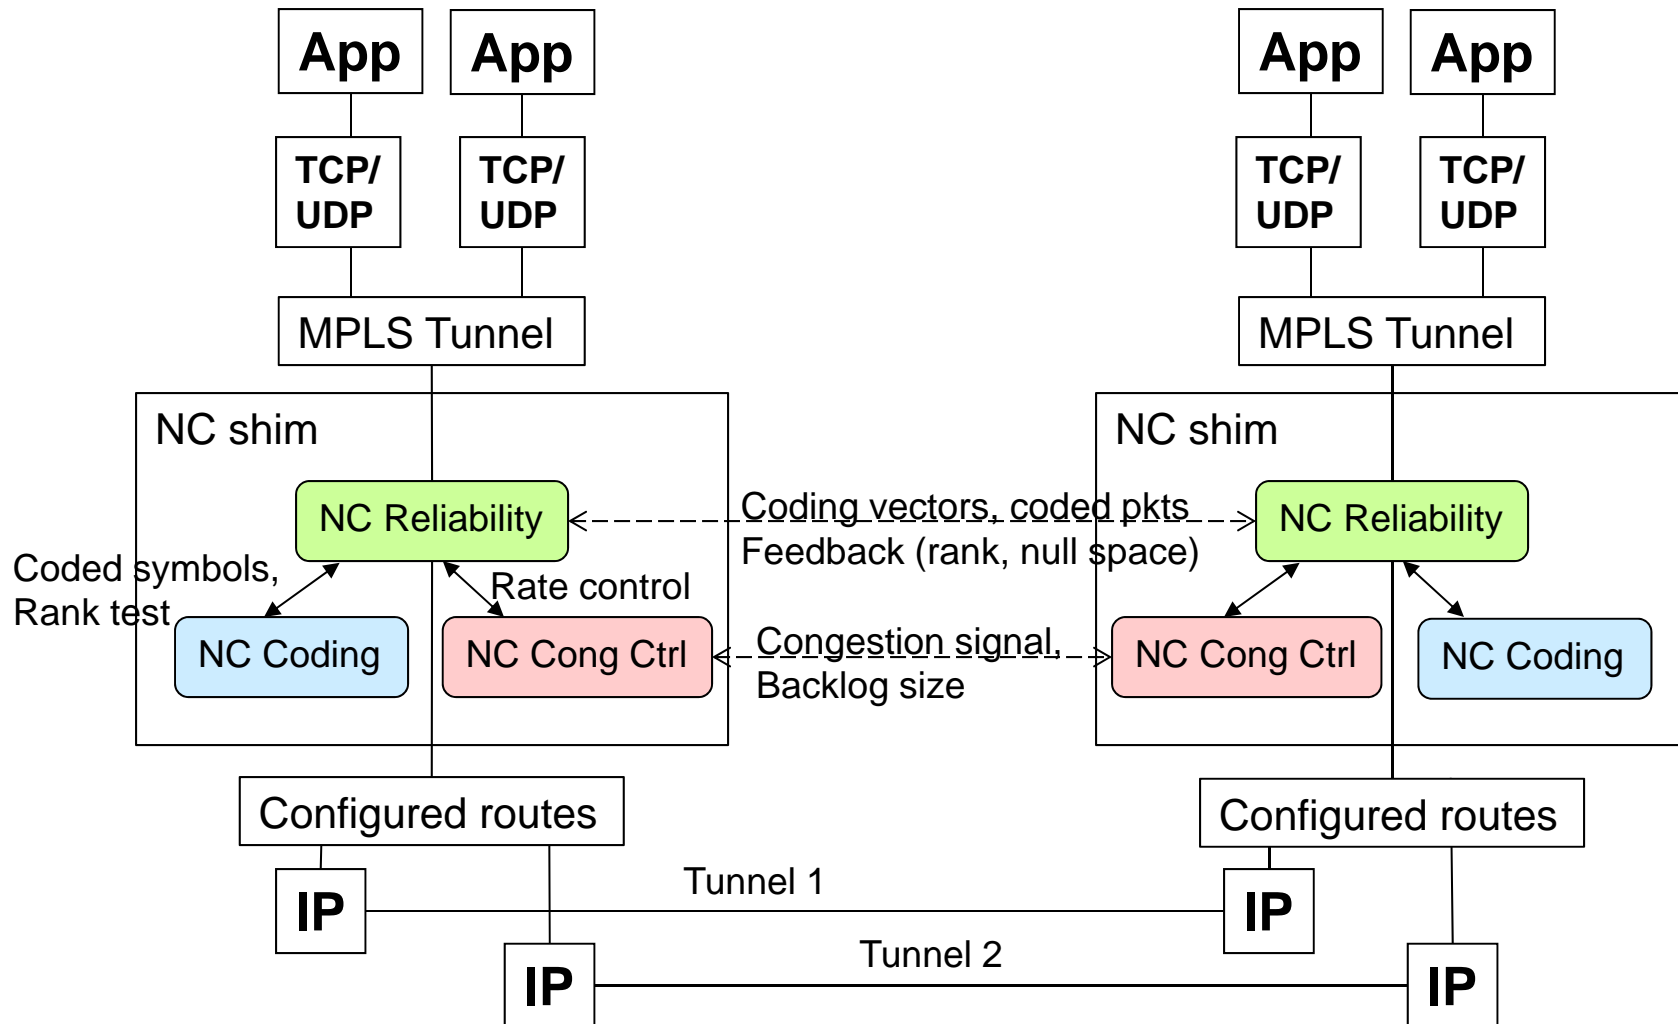 App
App
App
App
TCP/
UDP
TCP/
UDP
TCP/
UDP
TCP/
UDP
MPLS Tunnel
MPLS Tunnel
NC shim
NC shim
NC Reliability
Coding vectors, coded pkts
Feedback (rank, null space)
NC Reliability
Coded symbols,
Rank test
Rate control
NC Coding
NC Cong Ctrl
Congestion signal,
Backlog size
NC Cong Ctrl
NC Coding
Configured routes
Configured routes
Tunnel 1
IP
IP
Tunnel 2
IP
IP